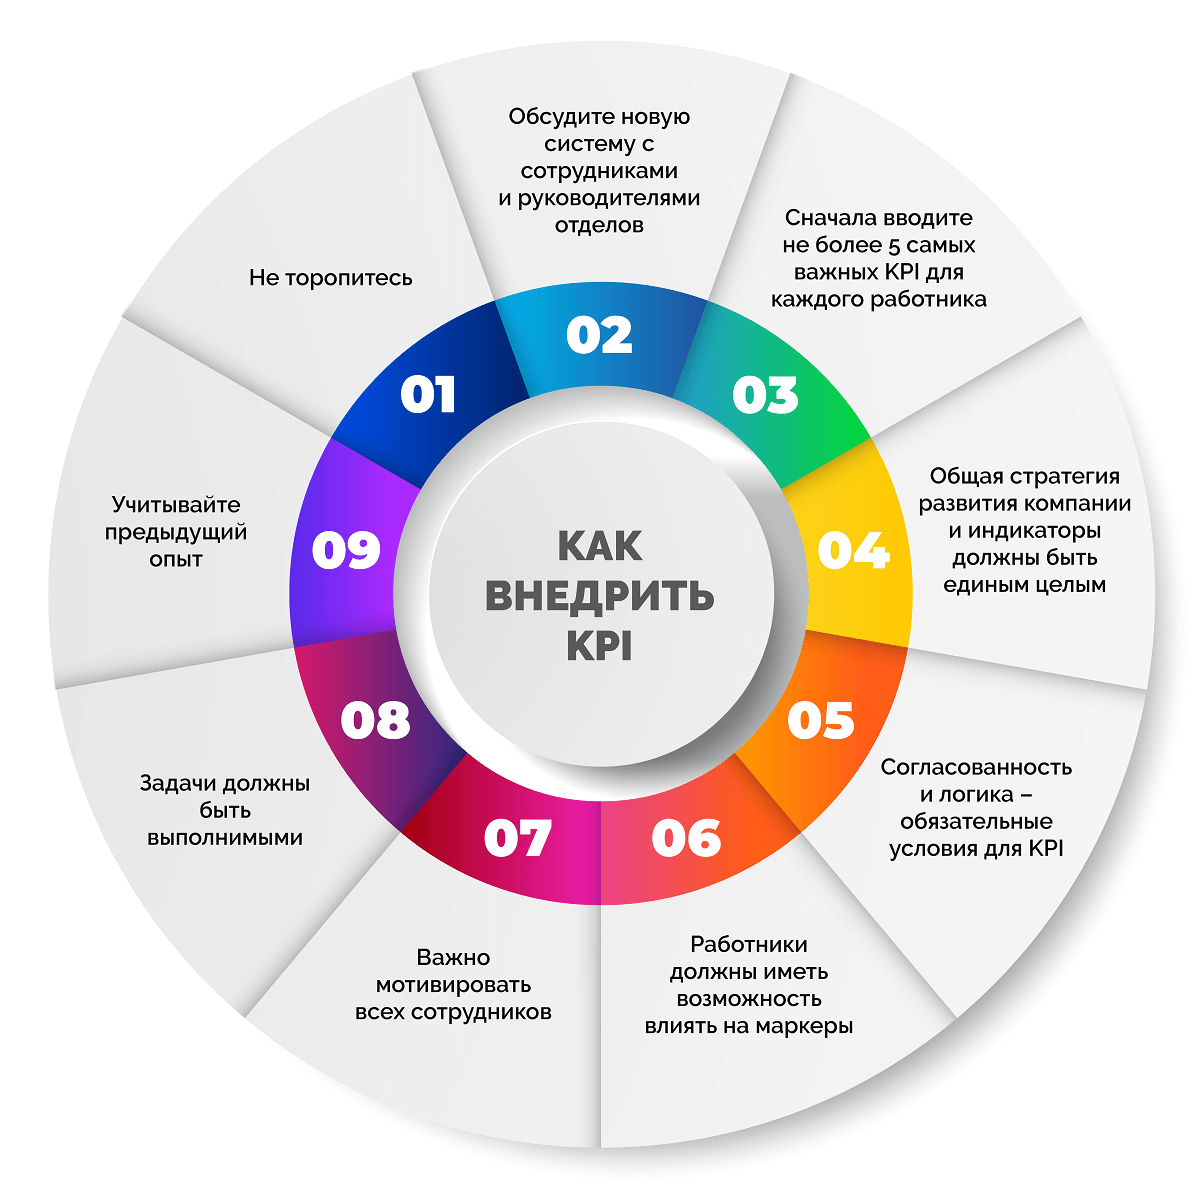 КАК
ВНЕДРИТЬ
KPI
01
Не торопитесь
02
Обсудите новую
систему с
сотрудниками
и руководителями
отделов
03
Сначала вводите
не более 5 самых
важных KPI для
каждого работника
04
Общая стратегия
развития компании
и индикаторы
должны быть
единым целым
05
Согласованность
и логика –
обязательные
условия для KPI
06
Работники
должны иметь
возможность
влиять на маркеры
07
Важно
мотивировать
всех сотрудников
08
Задачи должны
быть
выполнимыми
09
Учитывайте
предыдущий
опыт